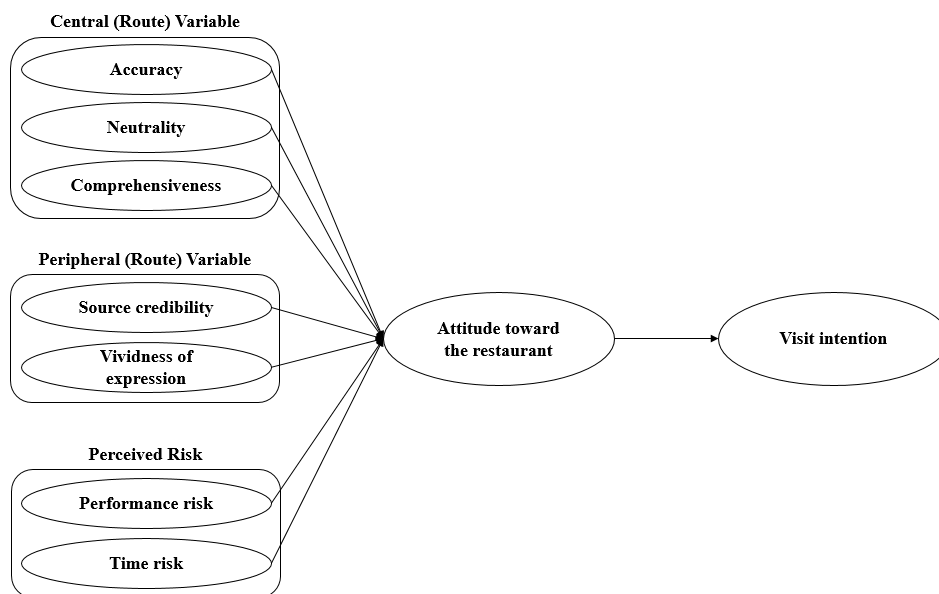 Central (Route) Variable
Accuracy
Neutrality
Comprehensiveness
Peripheral (Route) Variable
Source credibility
Vividness of
expression
Perceived Risk
Performance risk
Time risk
Attitude toward
the restaurant
Visit intention